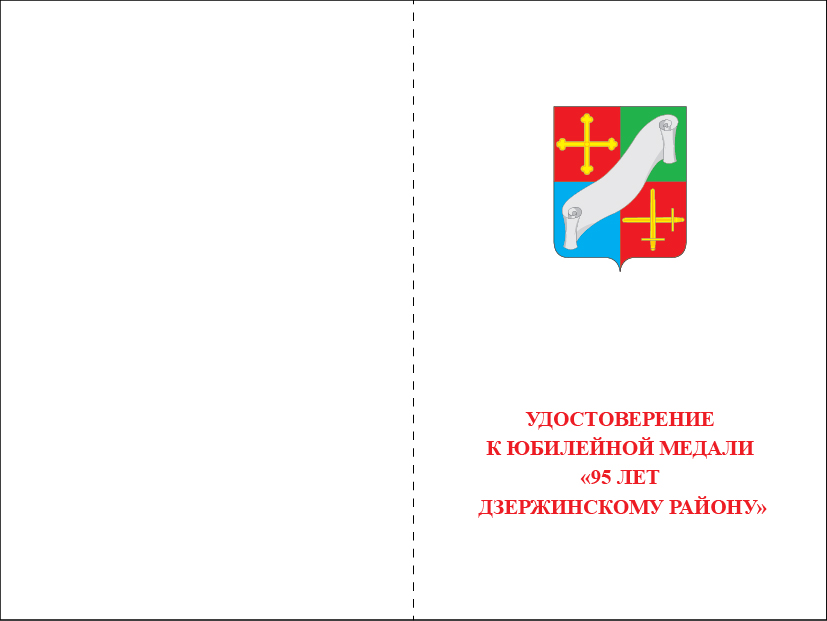 УДОСТОВЕРЕНИЕ
К ЮБИЛЕЙНОЙ МЕДАЛИ
«95 ЛЕТ
ДЗЕРЖИНСКОМУ РАЙОНУ»